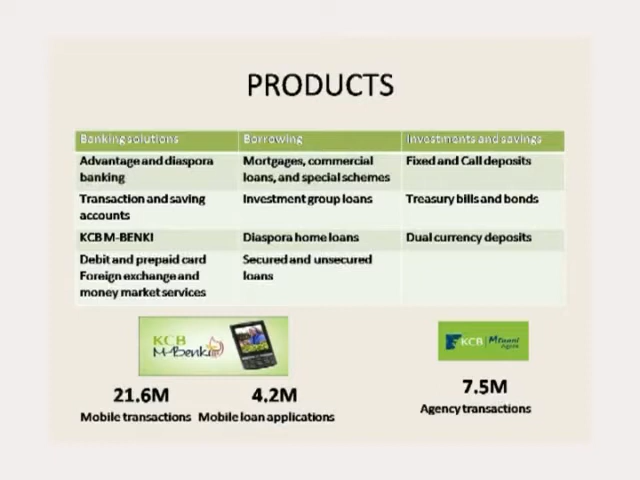 PRODUCTS
Banking solutions
Borrowing
Investments and savings
Advantage and diaspora
banking
Mortgages, commercial
loans, and special schemes
Fixed and Call deposits
Transaction and saving
accounts
Investment group loans
Treasury bills and bonds
KCB M-BENKI
Diaspora home loans
Dual currency deposits
Debit and prepaid card
Foreign exchange and
money market services
Secured and unsecured
loans
KCB
M-Benki
KCB Mtaani
Agent
21.6M
Mobile transactions
4.2M
Mobile loan applications
7.5M
Agency transactions